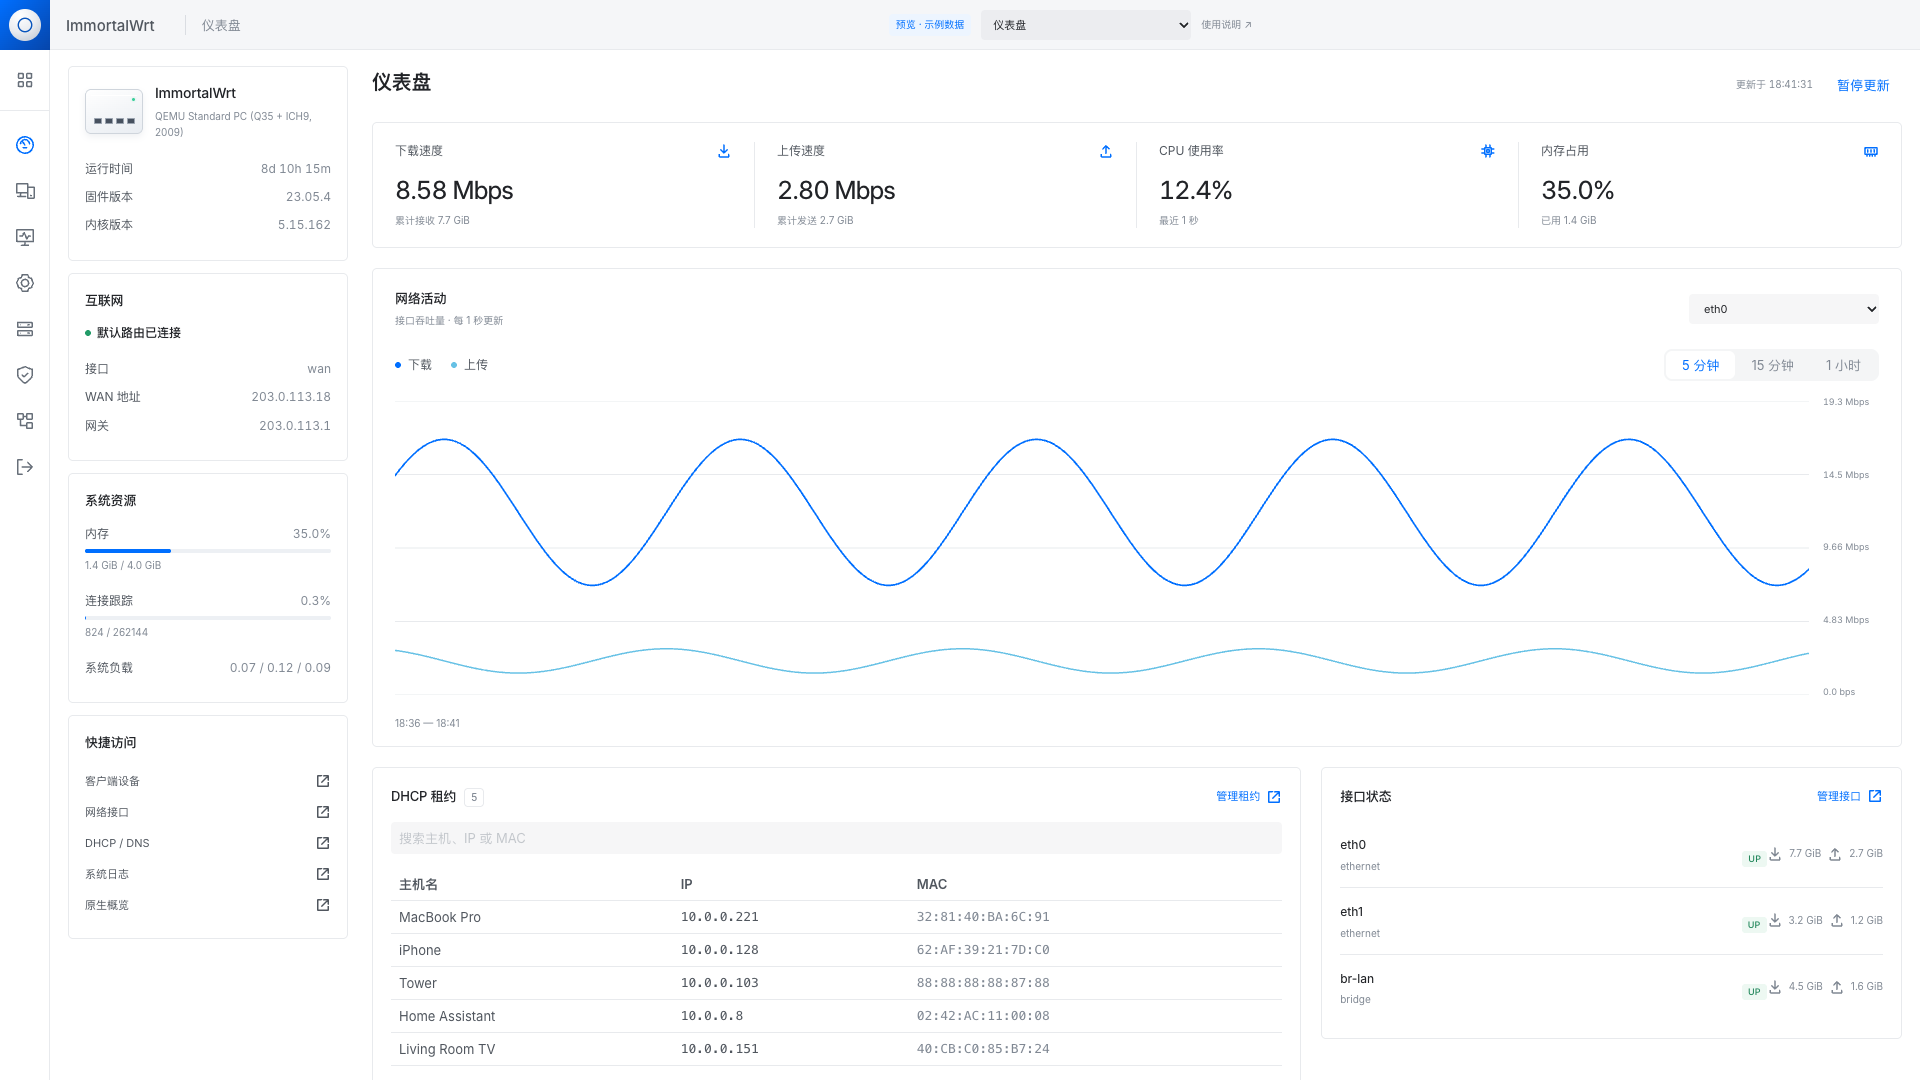 ImmortalWrt
仪表盘
预览 · 示例数据
仪表盘
使用说明 ↗
ImmortalWrt
QEMU Standard PC (Q35 + ICH9, 2009)
运行时间 8d 10h 15m
固件版本 23.05.4
内核版本 5.15.162
互联网
默认路由已连接
接口 wan
WAN 地址 203.0.113.18
网关 203.0.113.1
系统资源
内存 35.0%
1.4 GiB / 4.0 GiB
连接跟踪 0.3%
824 / 262144
系统负载 0.07 / 0.12 / 0.09
快捷访问
客户端设备
网络接口
DHCP / DNS
系统日志
原生概览
仪表盘
更新于 18:41:31
暂停更新
下载速度
8.58 Mbps
累计接收 7.7 GiB
上传速度
2.80 Mbps
累计发送 2.7 GiB
CPU 使用率
12.4%
最近 1 秒
内存占用
35.0%
已用 1.4 GiB
网络活动
接口吞吐量 · 每 1 秒更新
eth0
下载 上传
5 分钟 15 分钟 1 小时
19.3 Mbps
14.5 Mbps
9.66 Mbps
4.83 Mbps
0.0 bps
18:36 — 18:41
DHCP 租约 5
管理租约
搜索主机、IP 或 MAC
主机名 IP MAC
MacBook Pro 10.0.0.221 32:81:40:BA:6C:91
iPhone 10.0.0.128 62:AF:39:21:7D:C0
Tower 10.0.0.103 88:88:88:88:87:88
Home Assistant 10.0.0.8 02:42:AC:11:00:08
Living Room TV 10.0.0.151 40:CB:C0:85:B7:24
接口状态
管理接口
eth0
ethernet
UP 7.7 GiB 2.7 GiB
eth1
ethernet
UP 3.2 GiB 1.2 GiB
br-lan
bridge
UP 4.5 GiB 1.6 GiB